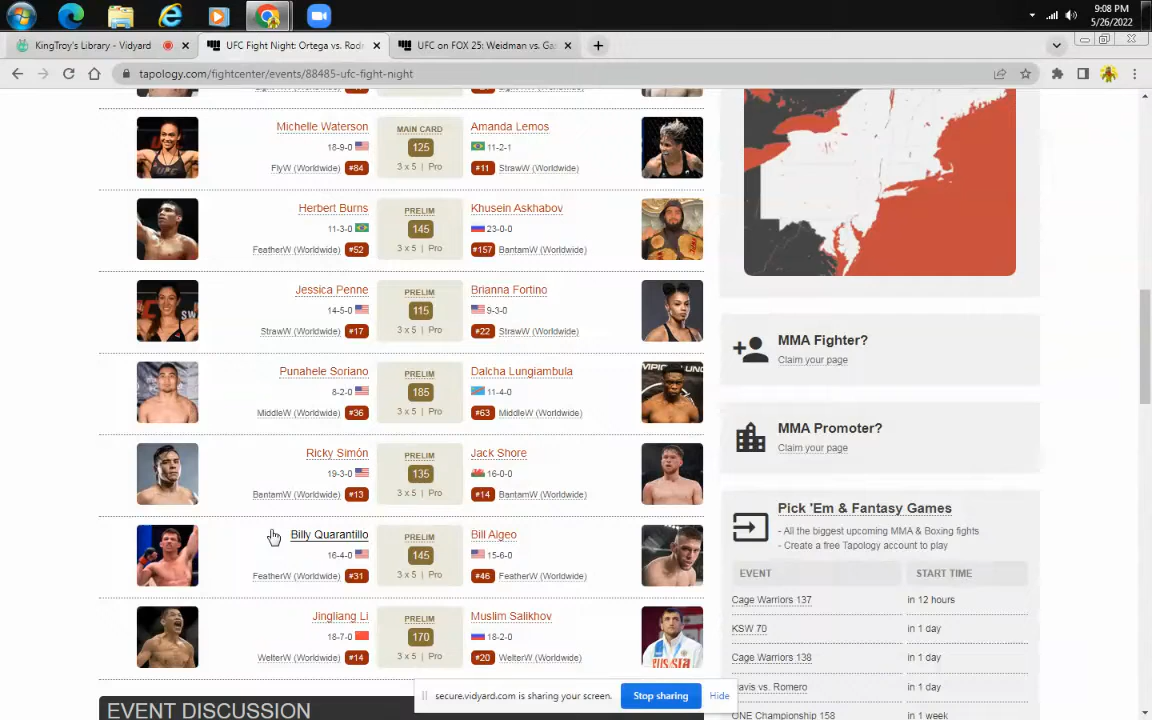 9:08 PM
5/26/2022
KingTroy's Library - Vidyard
UFC Fight Night: Ortega vs. Rod
UFC on FOX 25: Weidman vs. Ga
tapology.com/fightcenter/events/88485-ufc-fight-night
Michelle Waterson MAIN CARD Amanda Lemos
18-9-0 125 11-2-1
FlyW (Worldwide) #84 3 x 5 | Pro #11 StrawW (Worldwide)
Herbert Burns PRELIM Khusein Askhabov
11-3-0 145 23-0-0
FeatherW (Worldwide) #52 3 x 5 | Pro #157 BantamW (Worldwide)
Jessica Penne PRELIM Brianna Fortino
14-5-0 115 9-3-0
StrawW (Worldwide) #17 3 x 5 | Pro #22 StrawW (Worldwide)
Punahele Soriano PRELIM Dalcha Lungiambula
8-2-0 185 11-4-0
MiddleW (Worldwide) #36 3 x 5 | Pro #63 MiddleW (Worldwide)
Ricky Simón PRELIM Jack Shore
19-3-0 135 16-0-0
BantamW (Worldwide) #13 3 x 5 | Pro #14 BantamW (Worldwide)
Billy Quarantillo PRELIM Bill Algeo
16-4-0 145 15-6-0
FeatherW (Worldwide) #31 3 x 5 | Pro #46 FeatherW (Worldwide)
Jingliang Li PRELIM Muslim Salikhov
18-7-0 170 18-2-0
WelterW (Worldwide) #14 3 x 5 | Pro #20 WelterW (Worldwide)
EVENT DISCUSSION
MMA Fighter?
Claim your page
MMA Promoter?
Claim your page
Pick 'Em & Fantasy Games
- All the biggest upcoming MMA & Boxing fights
- Create a free Tapology account to play
EVENT START TIME
Cage Warriors 137 in 12 hours
KSW 70 in 1 day
Cage Warriors 138 in 1 day
avis vs. Romero in 1 day
ONE Championship 158 in 1 week
secure.vidyard.com is sharing your screen. Stop sharing Hide